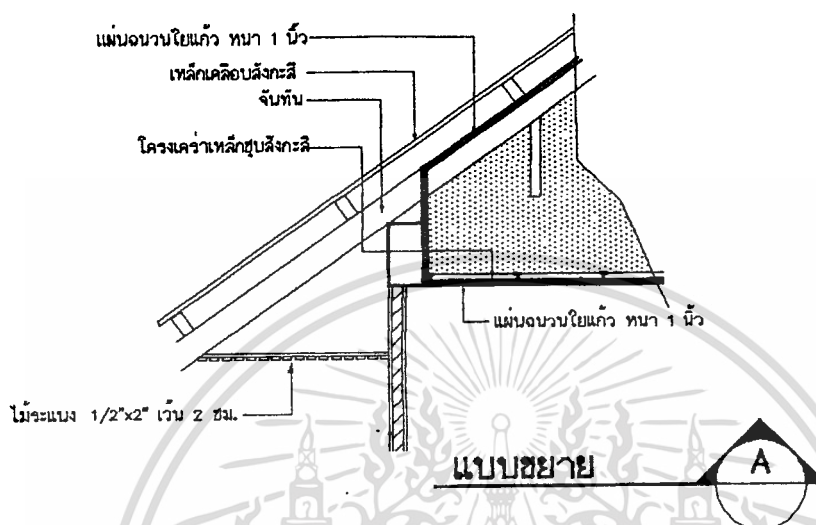 แผ่นฉนวนใยแก้ว หนา 1 นิ้ว
เหล็กเคลือบสังกะสี
จันทัน
โครงเคร่าเหล็กชุบสังกะสี
แผ่นฉนวนใยแก้ว หนา 1 นิ้ว
ไม้ระแนง 1/2"x2" เว้น 2 ซม.
แบบขยาย
A